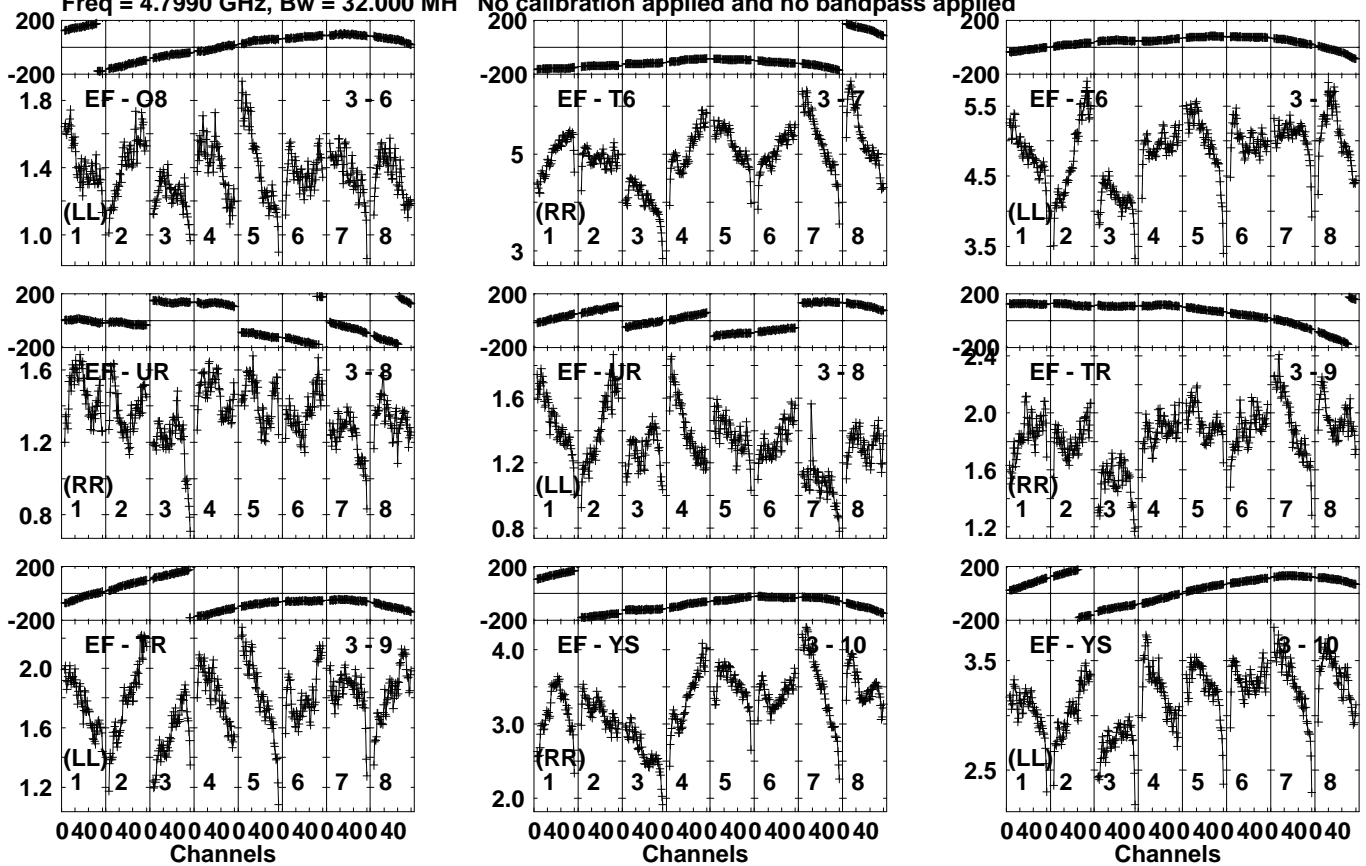 Freq = 4.7990 GHz, Bw = 32.000 MH No calibration applied and no bandpass applied
200
-200
1.8
1.4
1.0
EF - O8 3 - 6
(LL)
1 2 3 4 5 6 7 8
200
-200
5
3
EF - T6 3 - 7
(RR)
1 2 3 4 5 6 7 8
200
-200
5.5
4.5
3.5
EF - T6 3 - 7
(LL)
1 2 3 4 5 6 7 8
200
-200
1.6
1.2
0.8
EF - UR 3 - 8
(RR)
1 2 3 4 5 6 7 8
200
-200
1.6
1.2
0.8
EF - UR 3 - 8
(LL)
1 2 3 4 5 6 7 8
200
-200
2.4
2.0
1.6
1.2
EF - TR 3 - 9
(RR)
1 2 3 4 5 6 7 8
200
-200
2.0
1.6
1.2
EF - TR 3 - 9
(LL)
1 2 3 4 5 6 7 8
0 40 0 40 0 40 0 40 0 40 0 40 0 40 0 40
Channels
200
-200
4.0
3.0
2.0
EF - YS 3 - 10
(RR)
1 2 3 4 5 6 7 8
0 40 0 40 0 40 0 40 0 40 0 40 0 40 0 40
Channels
200
-200
3.5
2.5
EF - YS 3 - 10
(LL)
1 2 3 4 5 6 7 8
0 40 0 40 0 40 0 40 0 40 0 40 0 40 0 40
Channels